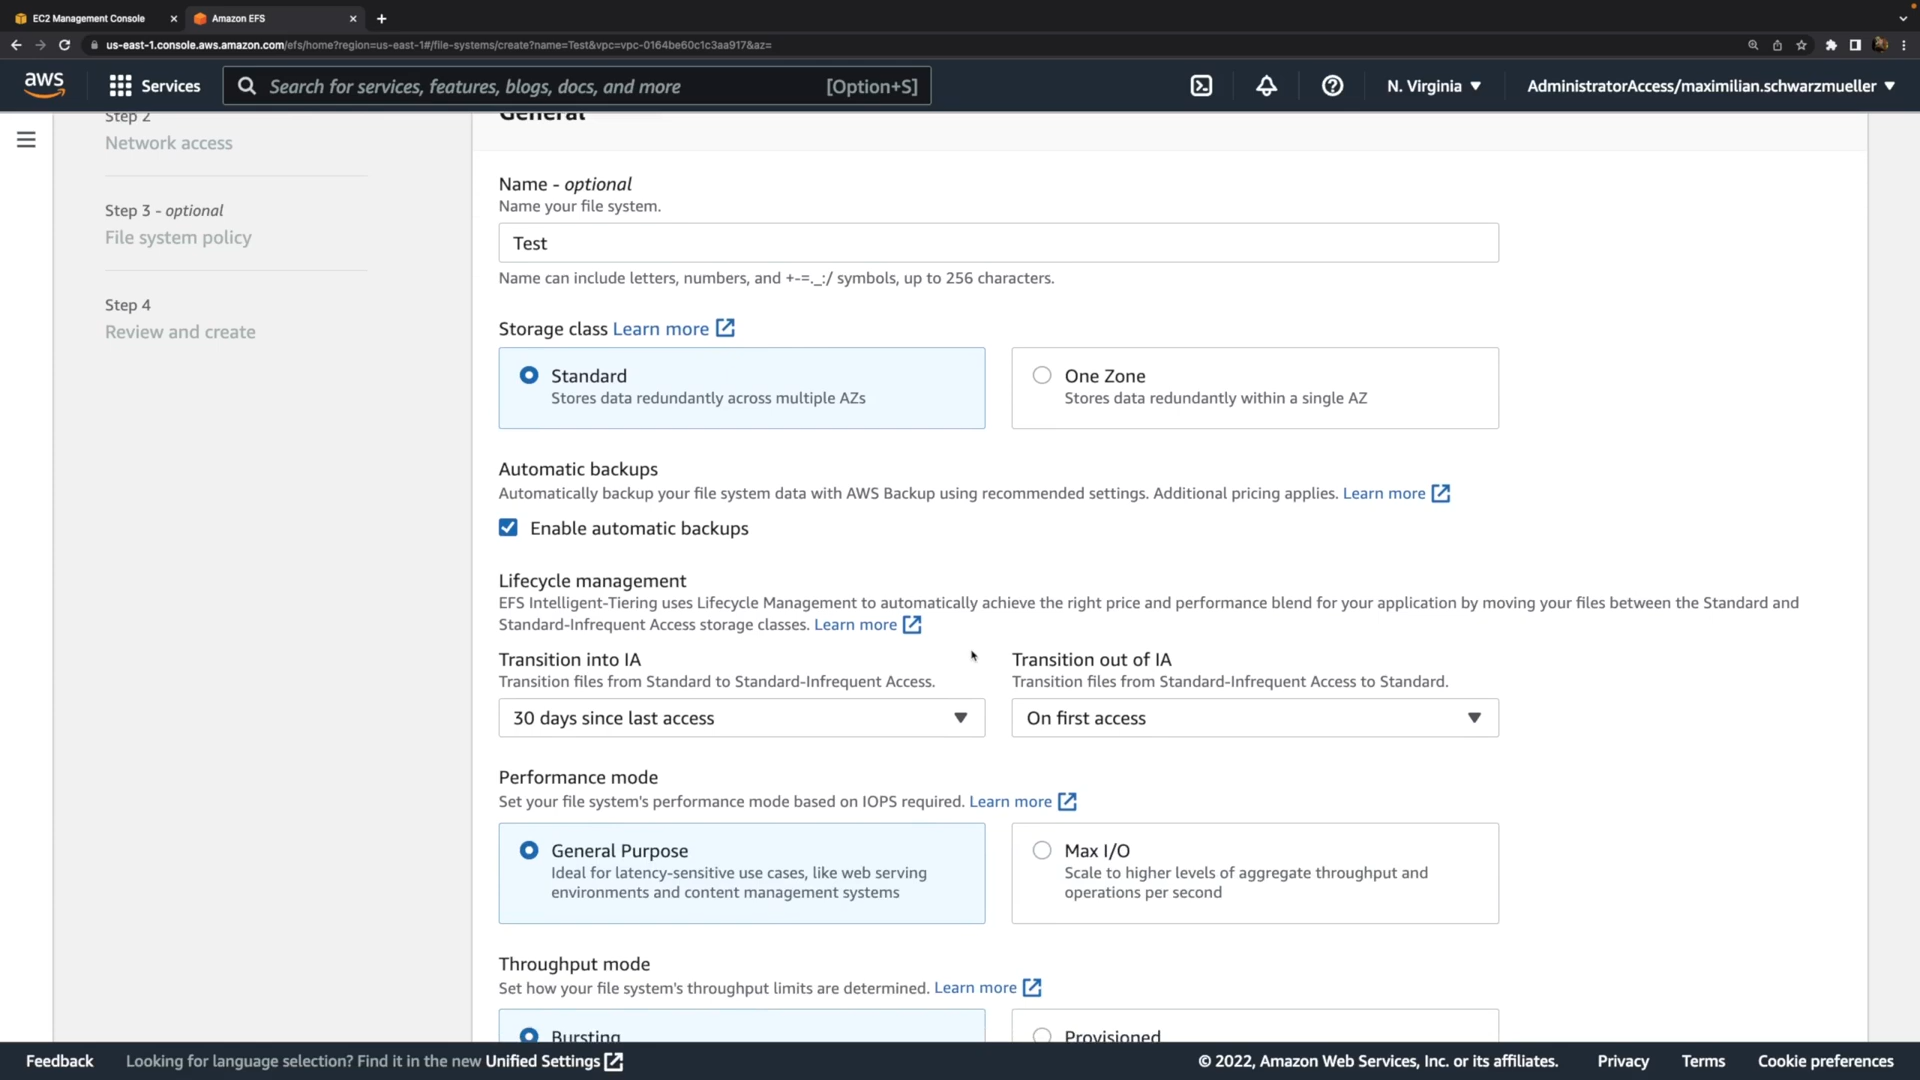 EC2 Management Console
Amazon EFS
us-east-1.console.aws.amazon.com/efs/home?region=us-east-1#/file-systems/create?name=Test&vpc=vpc-0164be60c1c3aa917&az=
aws
Services
Search for services, features, blogs, docs, and more
[Option+S]
N. Virginia
AdministratorAccess/maximilian.schwarzmueller
Step 2
Network access
Step 3 - optional
File system policy
Step 4
Review and create
General
Name - optional
Name your file system.
Test
Name can include letters, numbers, and +-=._:/ symbols, up to 256 characters.
Storage class Learn more
Standard
Stores data redundantly across multiple AZs
One Zone
Stores data redundantly within a single AZ
Automatic backups
Automatically backup your file system data with AWS Backup using recommended settings. Additional pricing applies. Learn more
Enable automatic backups
Lifecycle management
EFS Intelligent-Tiering uses Lifecycle Management to automatically achieve the right price and performance blend for your application by moving your files between the Standard and
Standard-Infrequent Access storage classes. Learn more
Transition into IA
Transition files from Standard to Standard-Infrequent Access.
30 days since last access
Transition out of IA
Transition files from Standard-Infrequent Access to Standard.
On first access
Performance mode
Set your file system's performance mode based on IOPS required. Learn more
General Purpose
Ideal for latency-sensitive use cases, like web serving
environments and content management systems
Max I/O
Scale to higher levels of aggregate throughput and
operations per second
Throughput mode
Set how your file system's throughput limits are determined. Learn more
Bursting
Provisioned
Feedback
Looking for language selection? Find it in the new Unified Settings
© 2022, Amazon Web Services, Inc. or its affiliates.
Privacy
Terms
Cookie preferences